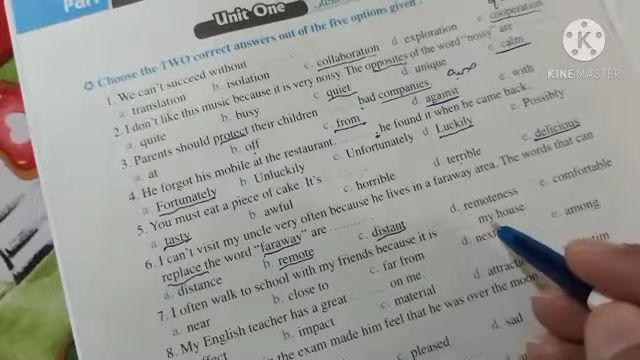 Part
Unit One
Choose the TWO correct answers out of the five options given:
1. We can't succeed without
a. translation b. isolation c. collaboration d. exploration e. cooperation
2. I don't like this music because it is very noisy. The opposites of the word "noisy" are
a. quite b. busy c quiet d. unique e. calm
3. Parents should protect their children bad companies.
a. at b. off c. from d. against e. with
4. He forgot his mobile at the restaurant. he found it when he came back.
a Fortunately b Unluckily c. Unfortunately d Luckily e. Possibly
5. You must eat a piece of cake. It's
a. tasty b. awful c. horrible d. terrible e. delicious
6. I can't visit my uncle very often because he lives in a faraway area. The words that can
replace the word "faraway" are
a. distance b. remote c. distant d. remoteness e. comfortable
7. I often walk to school with my friends because it is my house
a. near b. close to c. far from d. next e. among
8. My English teacher has a great on me.
b. impact c. material d. attract
in the exam made him feel that he was over the moon
c. pleased d. sad
KINEMASTER